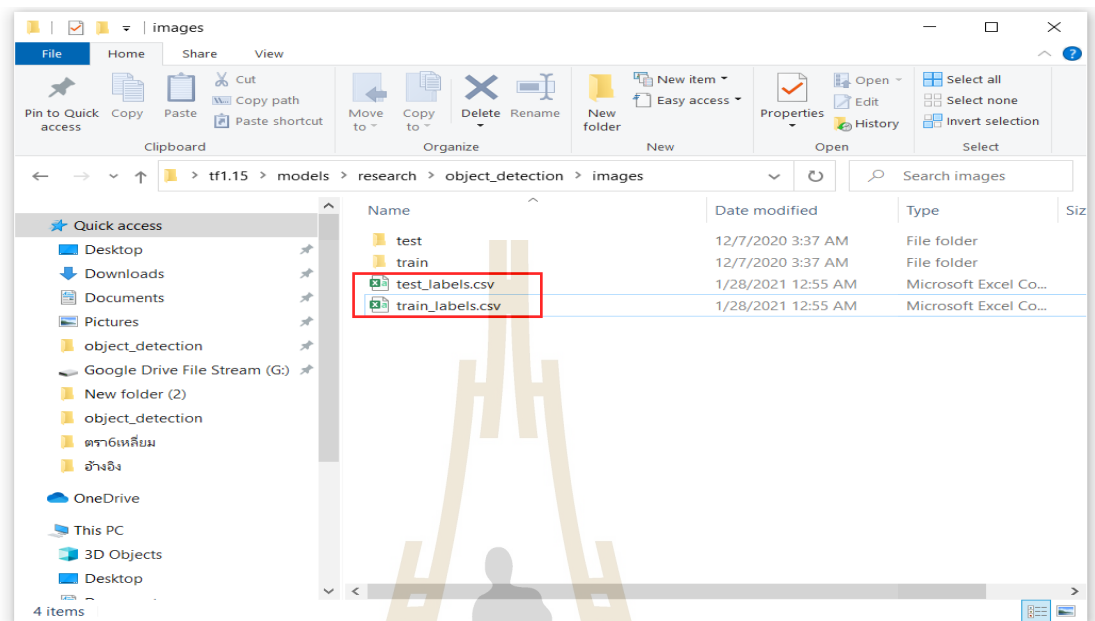 images
File Home Share View
Pin to Quick access
Copy
Paste
Cut
Copy path
Paste shortcut
Clipboard
Move to
Copy to
Delete
Rename
Organize
New folder
New item
Easy access
New
Properties
Open
Edit
History
Open
Select all
Select none
Invert selection
Select
tf1.15 > models > research > object_detection > images
Search images
Name Date modified Type Siz
test 12/7/2020 3:37 AM File folder
train 12/7/2020 3:37 AM File folder
test_labels.csv 1/28/2021 12:55 AM Microsoft Excel Co...
train_labels.csv 1/28/2021 12:55 AM Microsoft Excel Co...
Quick access
Desktop
Downloads
Documents
Pictures
object_detection
Google Drive File Stream (G:)
New folder (2)
object_detection
ตรา6เหลี่ยม
อ้างอิง
OneDrive
This PC
3D Objects
Desktop
4 items